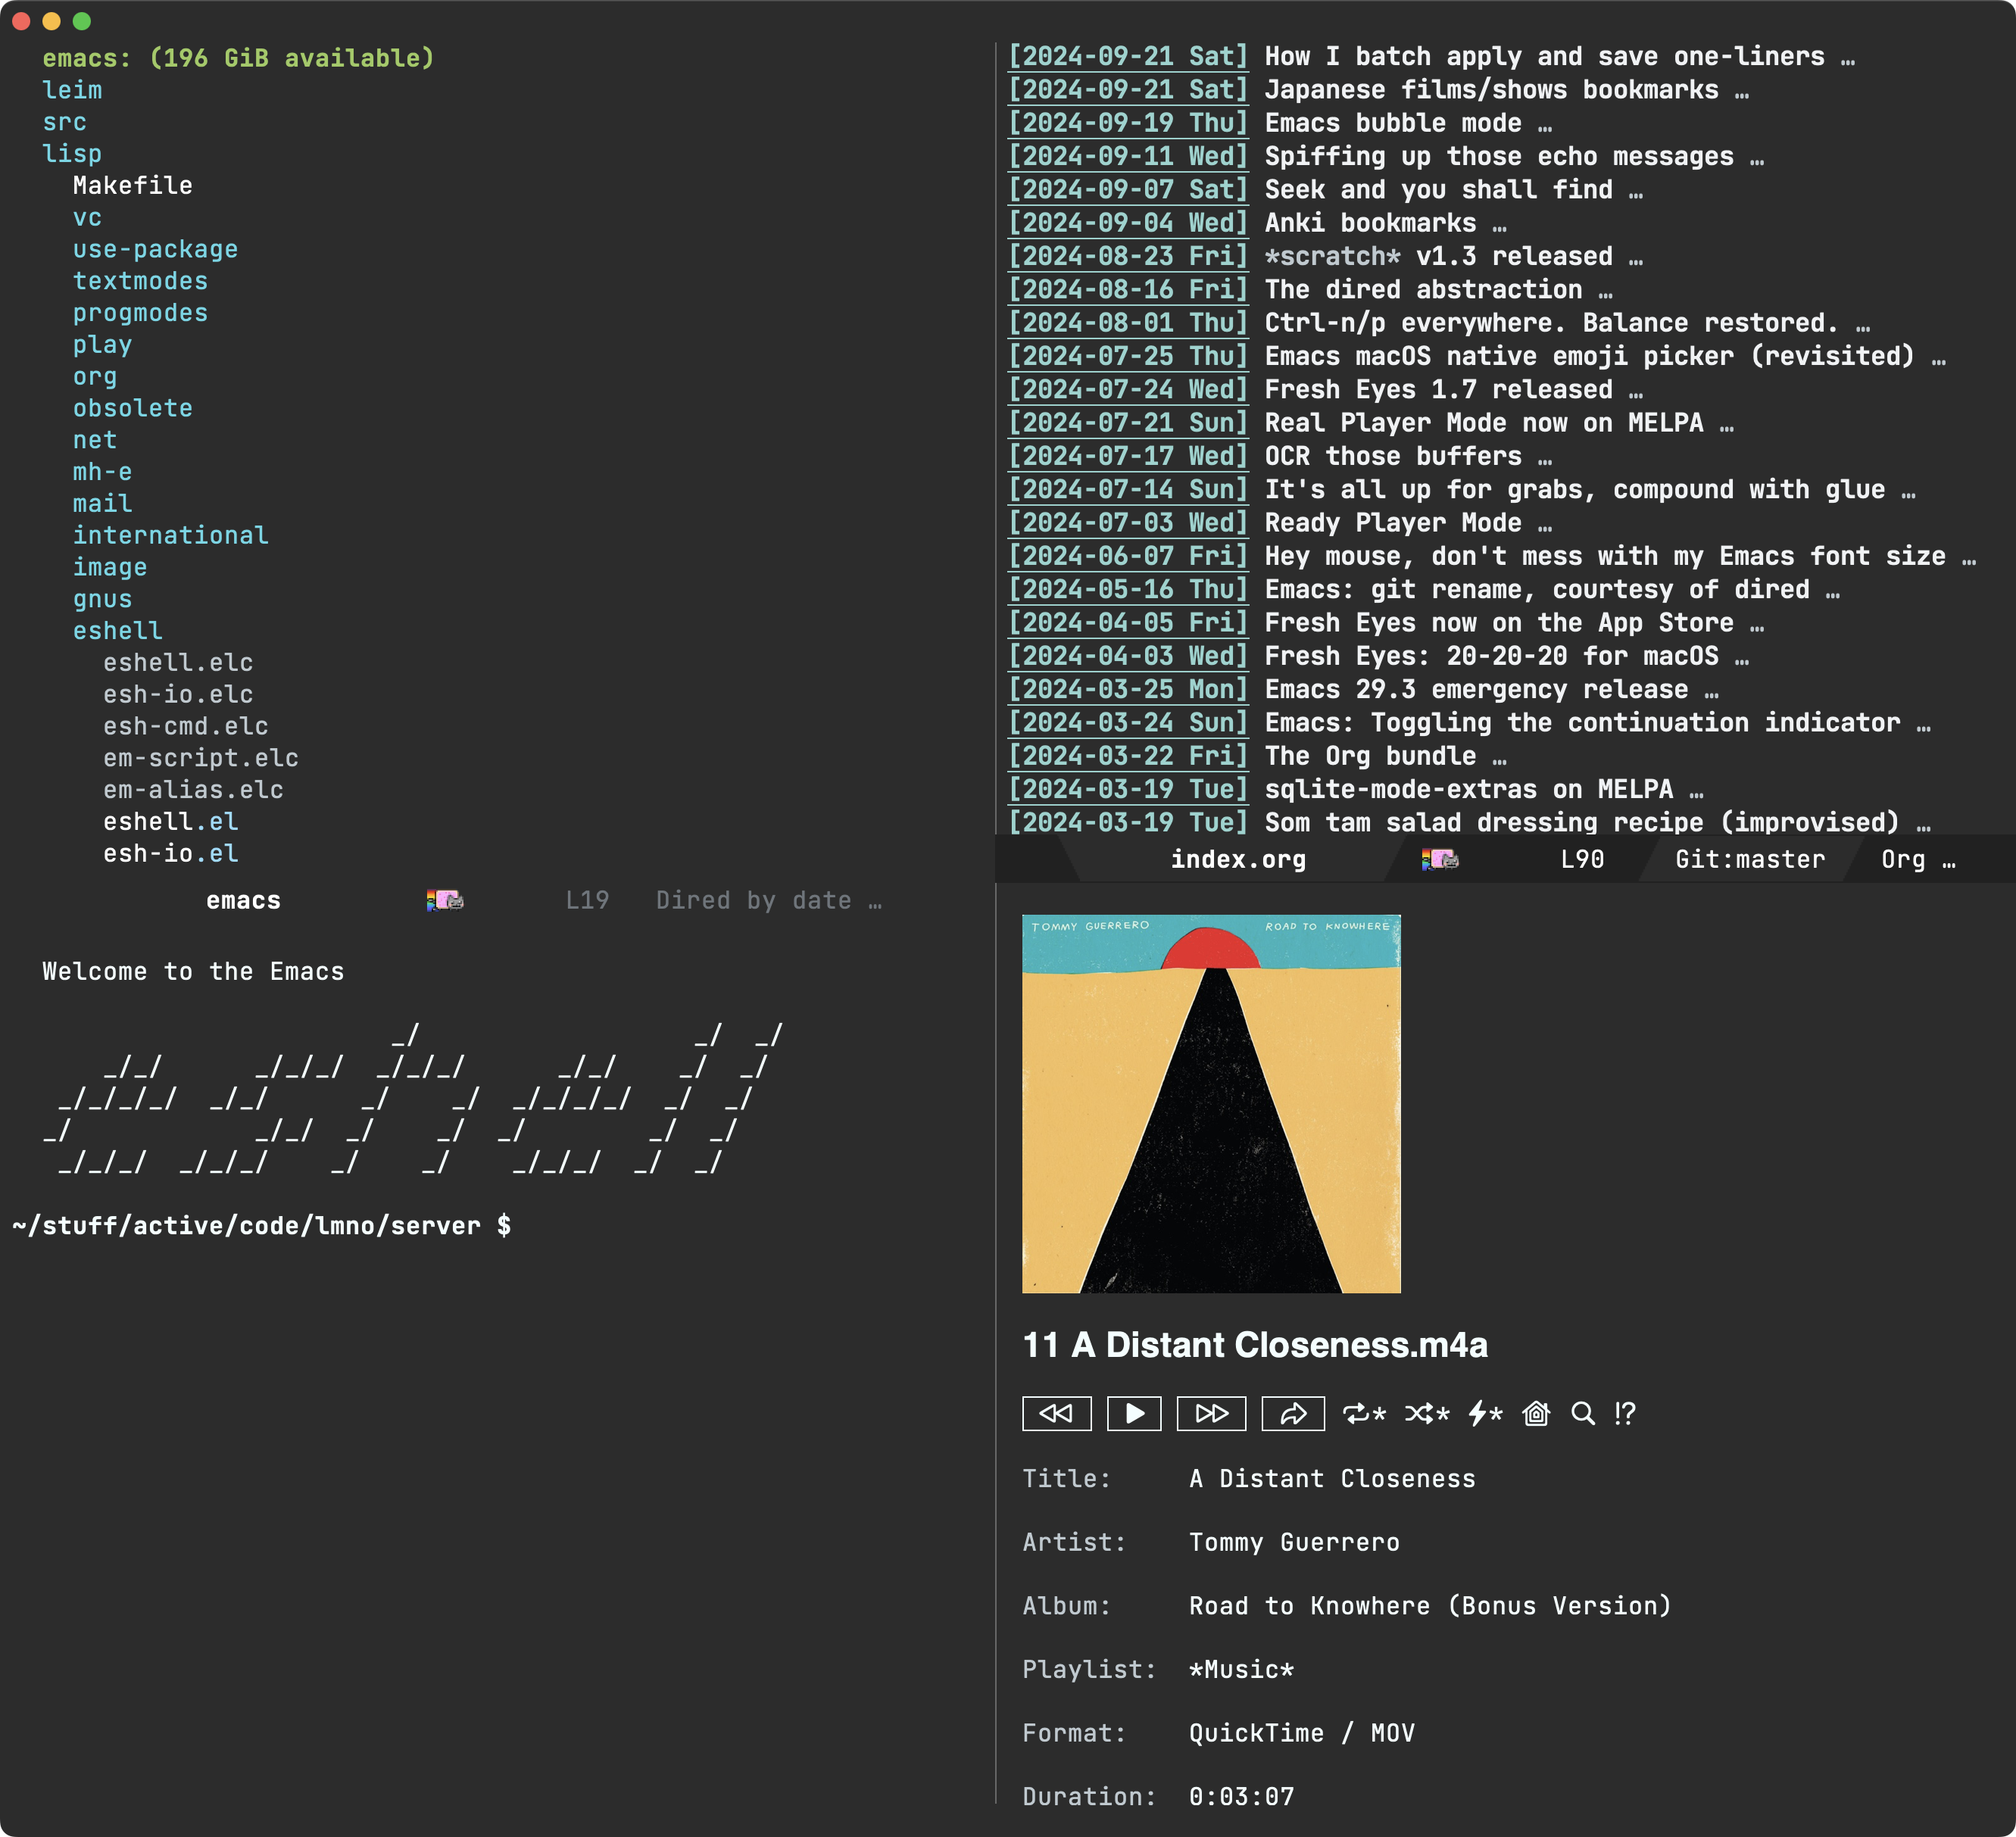 emacs: (196 GiB available)
leim
src
lisp
Makefile
vc
use-package
textmodes
progmodes
play
org
obsolete
net
mh-e
mail
international
image
gnus
eshell
eshell.elc
esh-io.elc
esh-cmd.elc
em-script.elc
em-alias.elc
eshell.el
esh-io.el
emacs L19 Dired by date …
Welcome to the Emacs
eshell
~/stuff/active/code/lmno/server $
[2024-09-21 Sat] How I batch apply and save one-liners …
[2024-09-21 Sat] Japanese films/shows bookmarks …
[2024-09-19 Thu] Emacs bubble mode …
[2024-09-11 Wed] Spiffing up those echo messages …
[2024-09-07 Sat] Seek and you shall find …
[2024-09-04 Wed] Anki bookmarks …
[2024-08-23 Fri] *scratch* v1.3 released …
[2024-08-16 Fri] The dired abstraction …
[2024-08-01 Thu] Ctrl-n/p everywhere. Balance restored. …
[2024-07-25 Thu] Emacs macOS native emoji picker (revisited) …
[2024-07-24 Wed] Fresh Eyes 1.7 released …
[2024-07-21 Sun] Real Player Mode now on MELPA …
[2024-07-17 Wed] OCR those buffers …
[2024-07-14 Sun] It's all up for grabs, compound with glue …
[2024-07-03 Wed] Ready Player Mode …
[2024-06-07 Fri] Hey mouse, don't mess with my Emacs font size …
[2024-05-16 Thu] Emacs: git rename, courtesy of dired …
[2024-04-05 Fri] Fresh Eyes now on the App Store …
[2024-04-03 Wed] Fresh Eyes: 20-20-20 for macOS …
[2024-03-25 Mon] Emacs 29.3 emergency release …
[2024-03-24 Sun] Emacs: Toggling the continuation indicator …
[2024-03-22 Fri] The Org bundle …
[2024-03-19 Tue] sqlite-mode-extras on MELPA …
[2024-03-19 Tue] Som tam salad dressing recipe (improvised) …
index.org L90 Git:master Org …
TOMMY GUERRERO ROAD TO KNOWHERE
11 A Distant Closeness.m4a
* * * !?
Title: A Distant Closeness
Artist: Tommy Guerrero
Album: Road to Knowhere (Bonus Version)
Playlist: *Music*
Format: QuickTime / MOV
Duration: 0:03:07